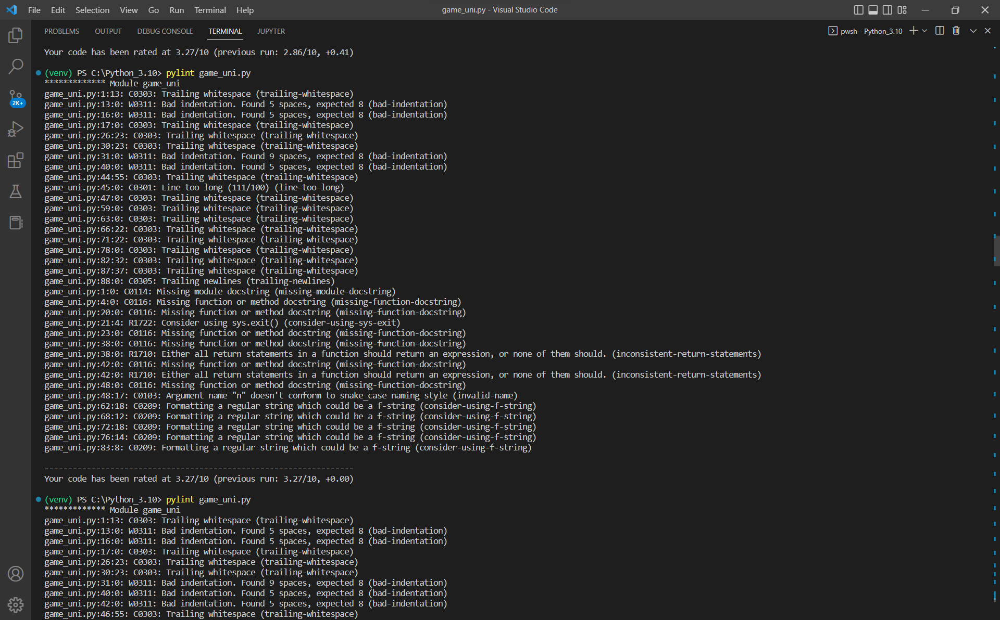 File Edit Selection View Go Run Terminal Help
game_uni.py - Visual Studio Code
PROBLEMS OUTPUT DEBUG CONSOLE TERMINAL JUPYTER
pwsh - Python_3.10
2K+
Your code has been rated at 3.27/10 (previous run: 2.86/10, +0.41)
(venv) PS C:\Python_3.10> pylint game_uni.py
************* Module game_uni
game_uni.py:1:13: C0303: Trailing whitespace (trailing-whitespace)
game_uni.py:13:0: W0311: Bad indentation. Found 5 spaces, expected 8 (bad-indentation)
game_uni.py:16:0: W0311: Bad indentation. Found 5 spaces, expected 8 (bad-indentation)
game_uni.py:17:0: C0303: Trailing whitespace (trailing-whitespace)
game_uni.py:26:23: C0303: Trailing whitespace (trailing-whitespace)
game_uni.py:30:23: C0303: Trailing whitespace (trailing-whitespace)
game_uni.py:31:0: W0311: Bad indentation. Found 9 spaces, expected 8 (bad-indentation)
game_uni.py:40:0: W0311: Bad indentation. Found 5 spaces, expected 8 (bad-indentation)
game_uni.py:44:55: C0303: Trailing whitespace (trailing-whitespace)
game_uni.py:45:0: C0301: Line too long (111/100) (line-too-long)
game_uni.py:47:0: C0303: Trailing whitespace (trailing-whitespace)
game_uni.py:59:0: C0303: Trailing whitespace (trailing-whitespace)
game_uni.py:63:0: C0303: Trailing whitespace (trailing-whitespace)
game_uni.py:66:22: C0303: Trailing whitespace (trailing-whitespace)
game_uni.py:71:22: C0303: Trailing whitespace (trailing-whitespace)
game_uni.py:78:0: C0303: Trailing whitespace (trailing-whitespace)
game_uni.py:82:32: C0303: Trailing whitespace (trailing-whitespace)
game_uni.py:87:37: C0303: Trailing whitespace (trailing-whitespace)
game_uni.py:88:0: C0305: Trailing newlines (trailing-newlines)
game_uni.py:1:0: C0114: Missing module docstring (missing-module-docstring)
game_uni.py:4:0: C0116: Missing function or method docstring (missing-function-docstring)
game_uni.py:20:0: C0116: Missing function or method docstring (missing-function-docstring)
game_uni.py:21:4: R1722: Consider using sys.exit() (consider-using-sys-exit)
game_uni.py:23:0: C0116: Missing function or method docstring (missing-function-docstring)
game_uni.py:38:0: C0116: Missing function or method docstring (missing-function-docstring)
game_uni.py:38:0: R1710: Either all return statements in a function should return an expression, or none of them should. (inconsistent-return-statements)
game_uni.py:42:0: C0116: Missing function or method docstring (missing-function-docstring)
game_uni.py:42:0: R1710: Either all return statements in a function should return an expression, or none of them should. (inconsistent-return-statements)
game_uni.py:48:0: C0116: Missing function or method docstring (missing-function-docstring)
game_uni.py:48:17: C0103: Argument name "n" doesn't conform to snake_case naming style (invalid-name)
game_uni.py:62:18: C0209: Formatting a regular string which could be a f-string (consider-using-f-string)
game_uni.py:68:12: C0209: Formatting a regular string which could be a f-string (consider-using-f-string)
game_uni.py:72:18: C0209: Formatting a regular string which could be a f-string (consider-using-f-string)
game_uni.py:76:14: C0209: Formatting a regular string which could be a f-string (consider-using-f-string)
game_uni.py:83:8: C0209: Formatting a regular string which could be a f-string (consider-using-f-string)
------------------------------------------------------------------
Your code has been rated at 3.27/10 (previous run: 3.27/10, +0.00)
(venv) PS C:\Python_3.10> pylint game_uni.py
************* Module game_uni
game_uni.py:1:13: C0303: Trailing whitespace (trailing-whitespace)
game_uni.py:13:0: W0311: Bad indentation. Found 5 spaces, expected 8 (bad-indentation)
game_uni.py:16:0: W0311: Bad indentation. Found 5 spaces, expected 8 (bad-indentation)
game_uni.py:17:0: C0303: Trailing whitespace (trailing-whitespace)
game_uni.py:26:23: C0303: Trailing whitespace (trailing-whitespace)
game_uni.py:30:23: C0303: Trailing whitespace (trailing-whitespace)
game_uni.py:31:0: W0311: Bad indentation. Found 9 spaces, expected 8 (bad-indentation)
game_uni.py:40:0: W0311: Bad indentation. Found 5 spaces, expected 8 (bad-indentation)
game_uni.py:42:0: W0311: Bad indentation. Found 5 spaces, expected 8 (bad-indentation)
game_uni.py:46:55: C0303: Trailing whitespace (trailing-whitespace)